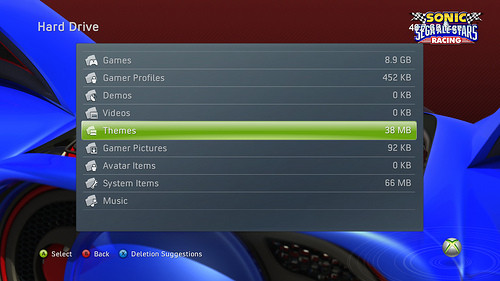 Hard Drive
SONIC
& SEGA ALL-STARS
RACING
Games 8.9 GB
Gamer Profiles 452 KB
Demos 0 KB
Videos 0 KB
Themes 38 MB
Gamer Pictures 92 KB
Avatar Items 0 KB
System Items 66 MB
Music
A Select B Back X Deletion Suggestions